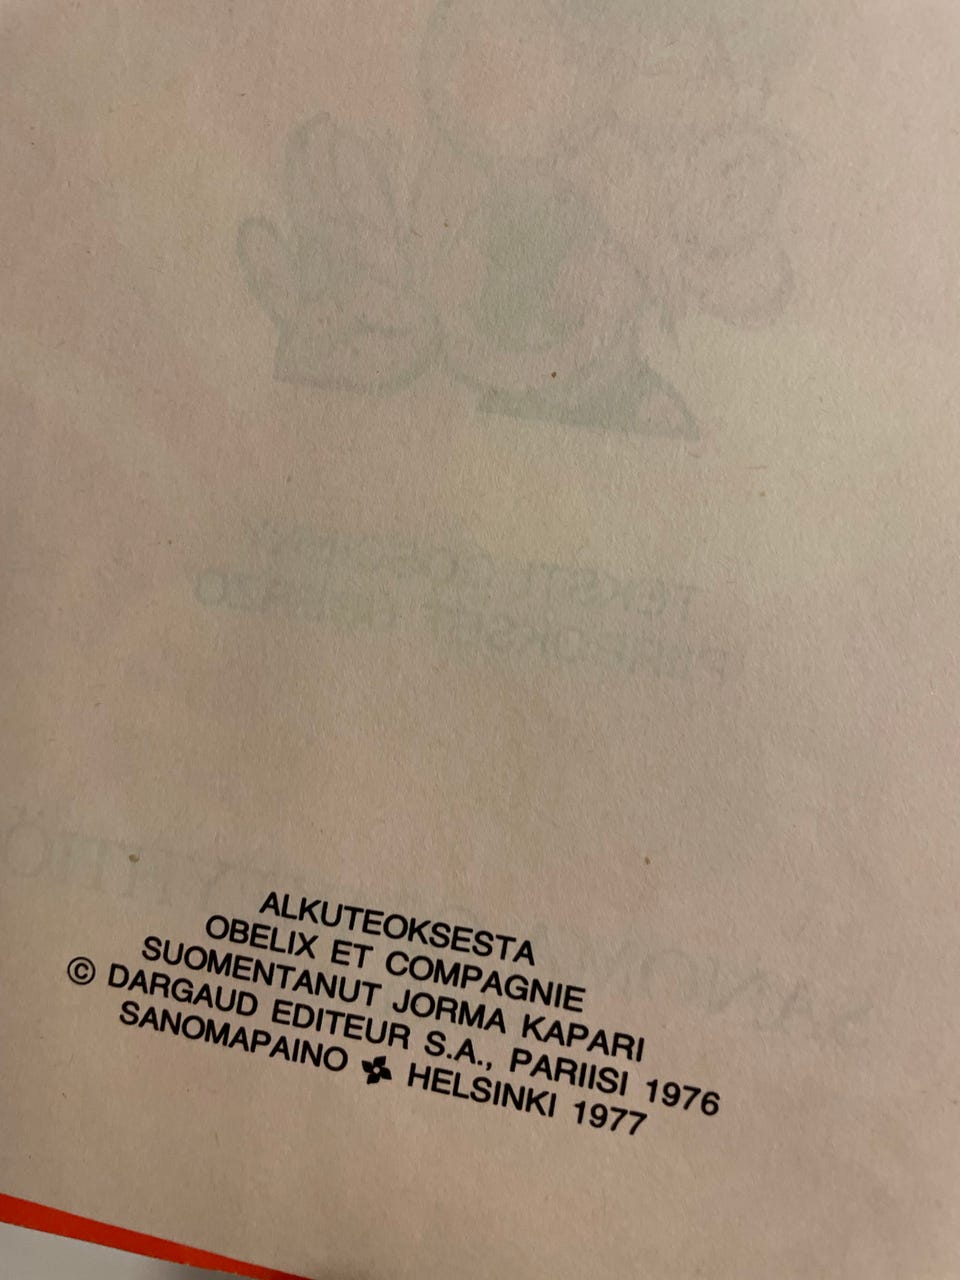 ALKUTEOKSESTA
OBELIX ET COMPAGNIE
SUOMENTANUT JORMA KAPARI
© DARGAUD EDITEUR S.A., PARIISI 1976
SANOMAPAINO HELSINKI 1977